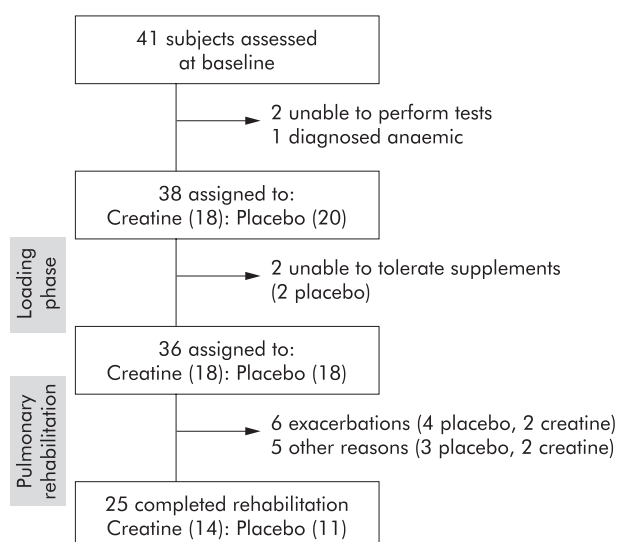 41 subjects assessed
at baseline
2 unable to perform tests
1 diagnosed anaemic
38 assigned to:
Creatine (18): Placebo (20)
Loading
phase
2 unable to tolerate supplements
(2 placebo)
36 assigned to:
Creatine (18): Placebo (18)
Pulmonary
rehabilitation
6 exacerbations (4 placebo, 2 creatine)
5 other reasons (3 placebo, 2 creatine)
25 completed rehabilitation
Creatine (14): Placebo (11)